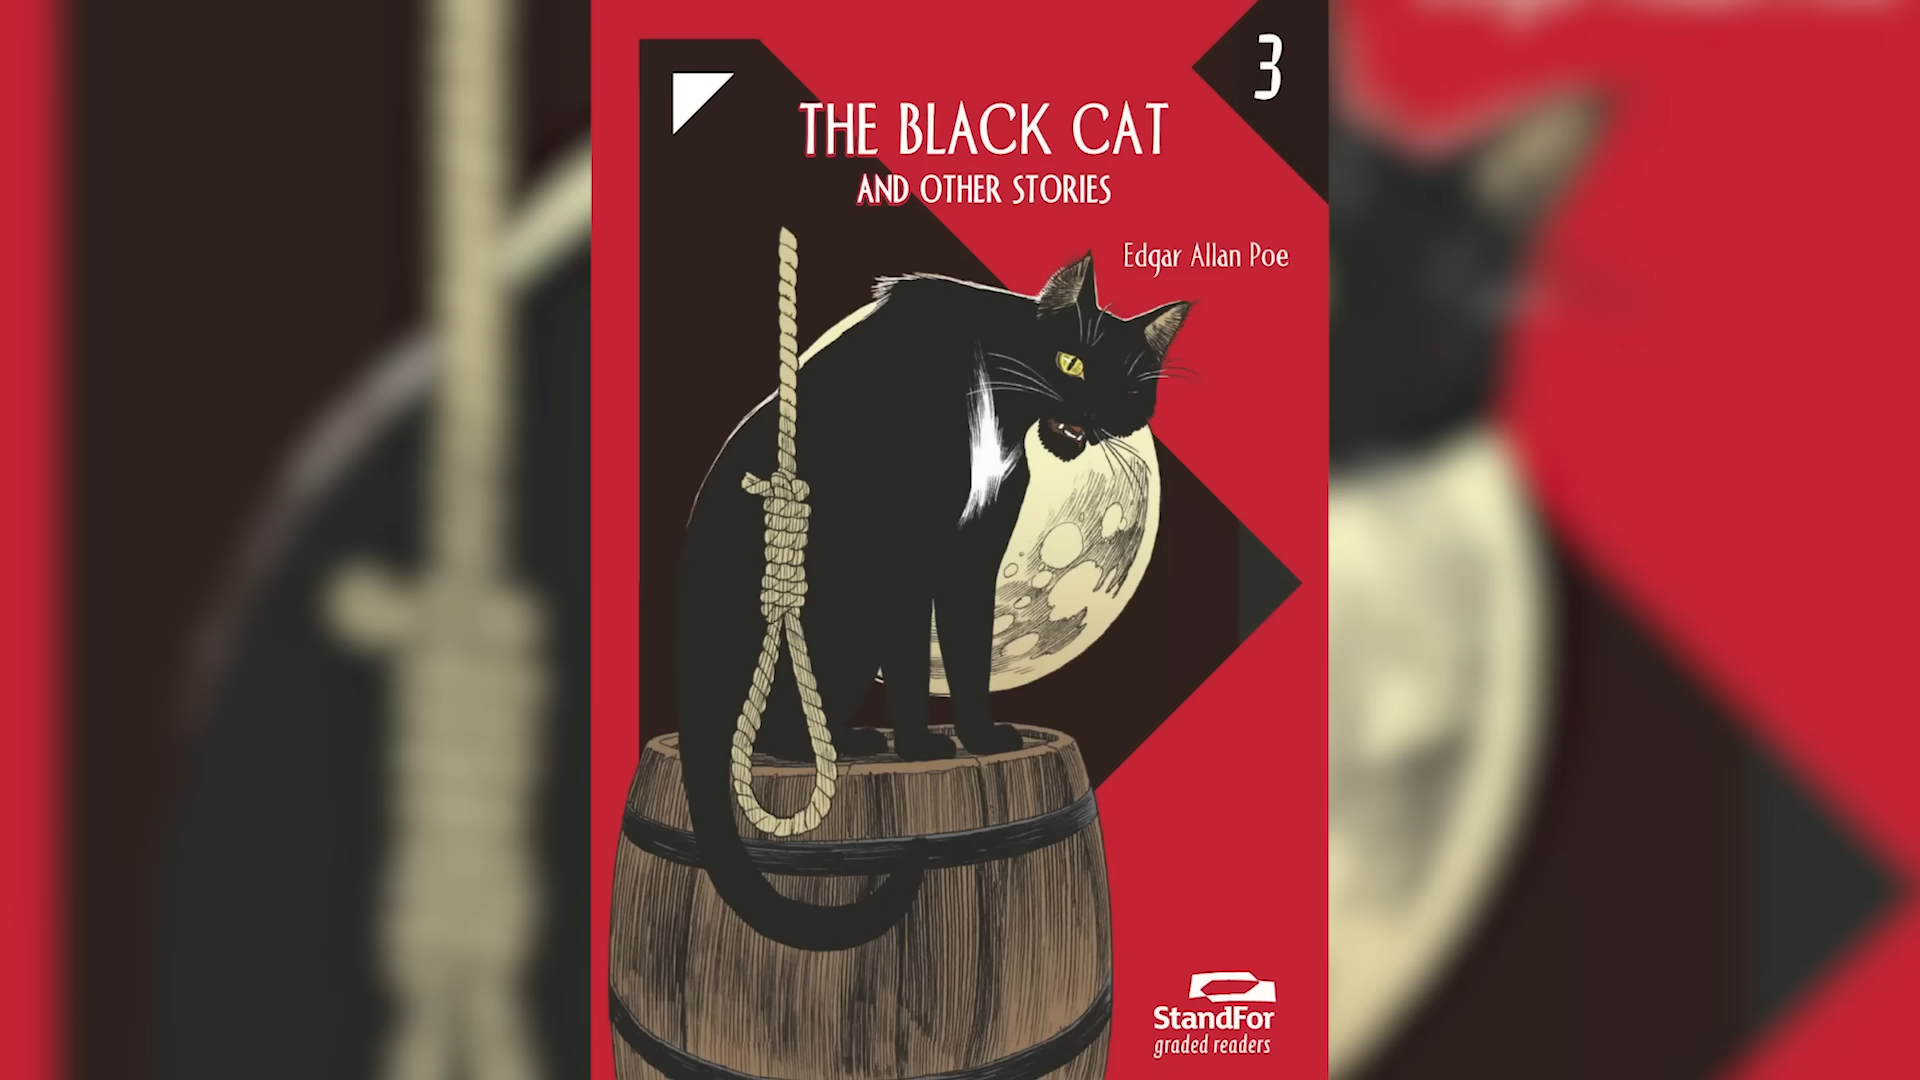 3
THE BLACK CAT
AND OTHER STORIES
Edgar Allan Poe
StandFor
graded readers